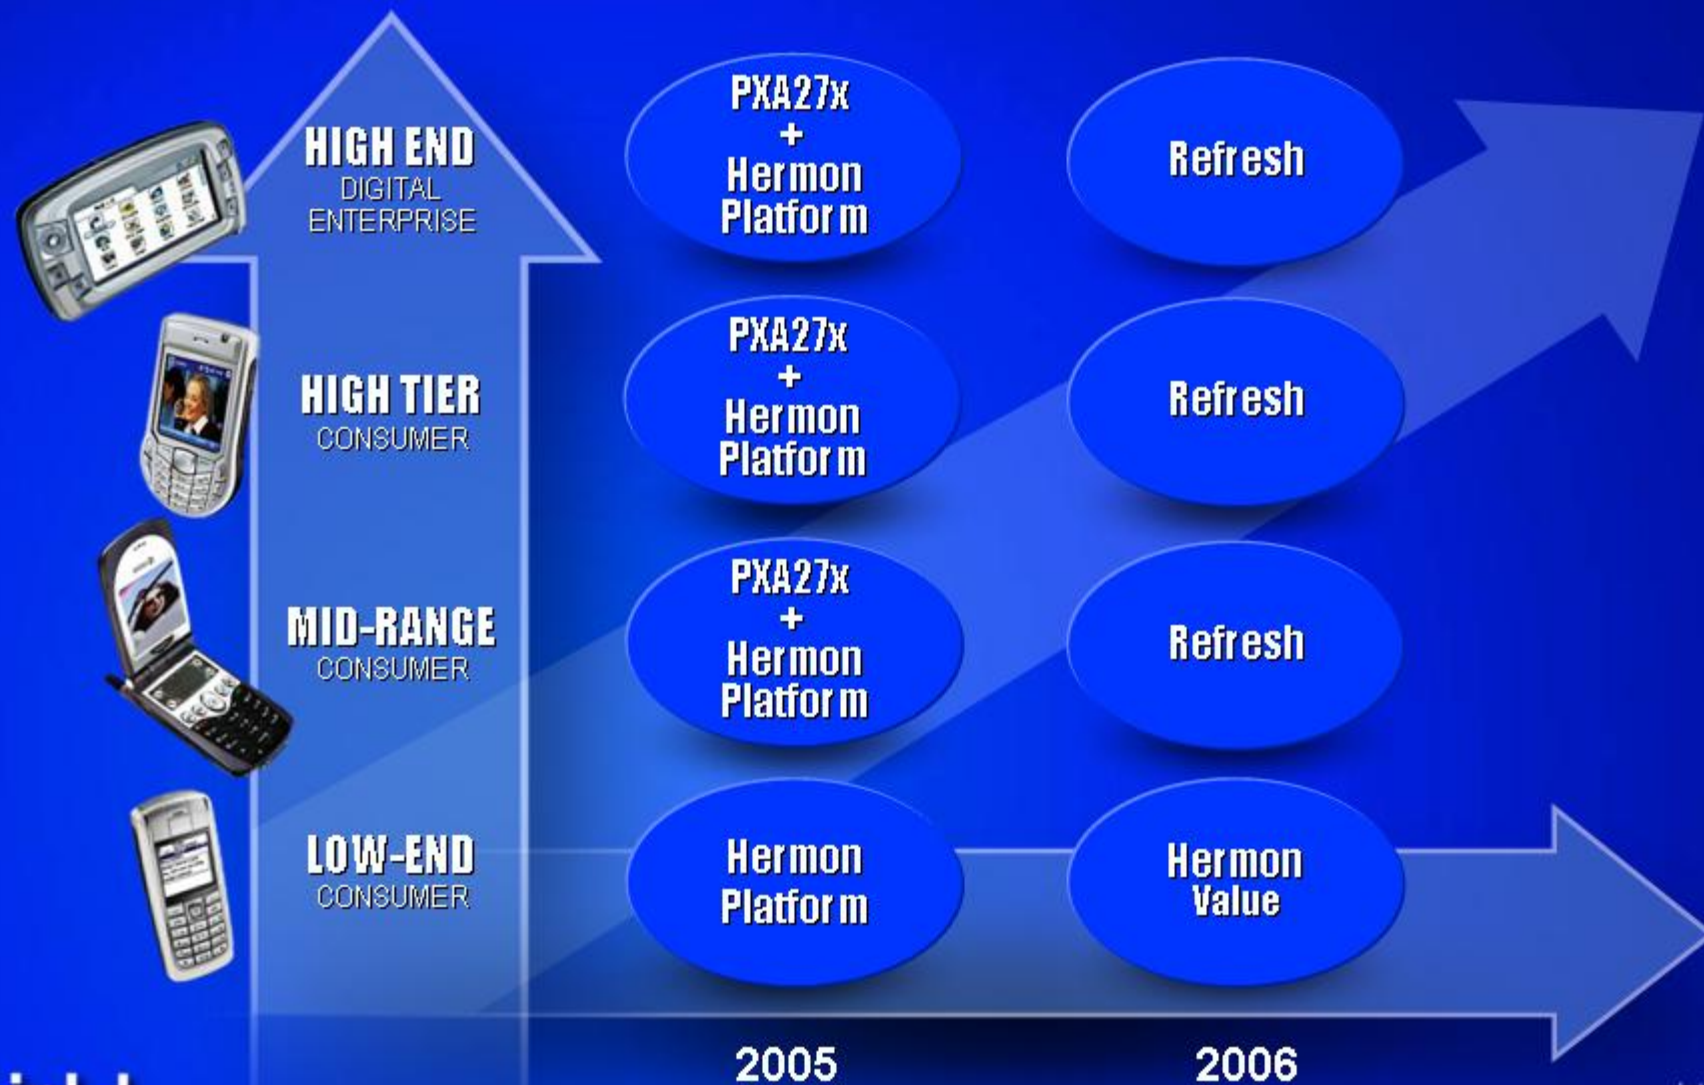 HIGH END
DIGITAL
ENTERPRISE
PXA27x
+
Hermon
Platform
Refresh
HIGH TIER
CONSUMER
PXA27x
+
Hermon
Platform
Refresh
MID-RANGE
CONSUMER
PXA27x
+
Hermon
Platform
Refresh
LOW-END
CONSUMER
Hermon
Platform
Hermon
Value
2005
2006